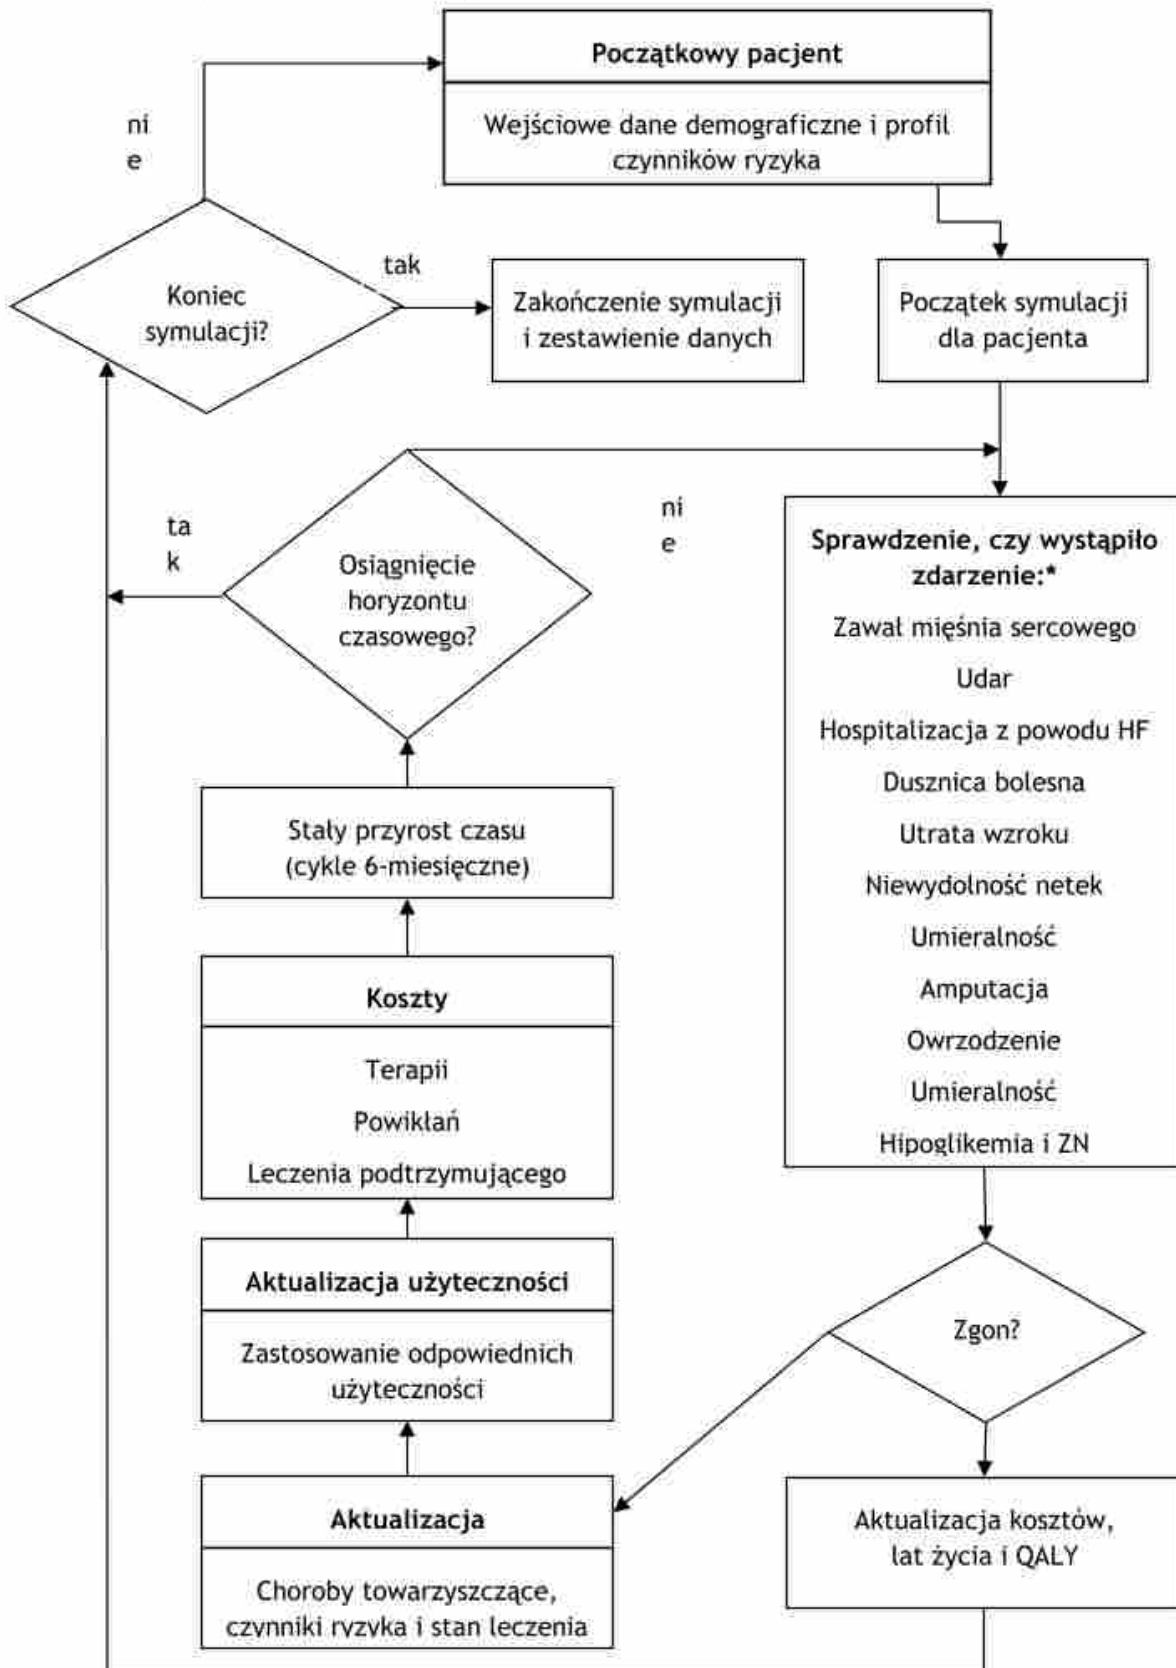 Początkowy pacjent
Wejściowe dane demograficzne i profil
czynników ryzyka
ni
e
tak
Koniec
symulacji?
Zakończenie symulacji
i zestawienie danych
Początek symulacji
dla pacjenta
ta
k
ni
e
Osiągnięcie
horyzontu
czasowego?
Sprawdzenie, czy wystąpiło
zdarzenie:*
Zawał mięśnia sercowego
Udar
Hospitalizacja z powodu HF
Dusznica bolesna
Utrata wzroku
Niewydolność netek
Umieralność
Amputacja
Owrzodzenie
Umieralność
Hipoglikemia i ZN
Stały przyrost czasu
(cykle 6-miesięczne)
Koszty
Terapii
Powikłań
Leczenia podtrzymującego
Aktualizacja użyteczności
Zastosowanie odpowiednich
użyteczności
Zgon?
Aktualizacja
Choroby towarzyszczące,
czynniki ryzyka i stan leczenia
Aktualizacja kosztów,
lat życia i QALY